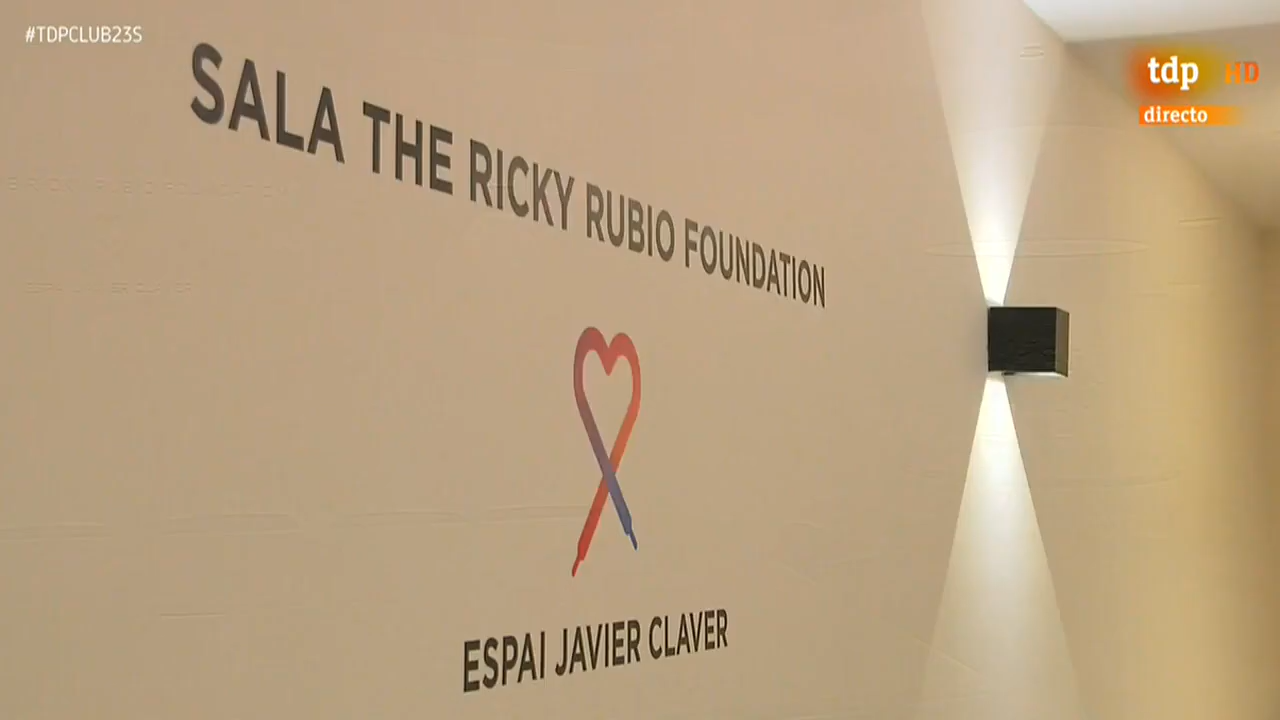 #TDPCLUB23S
tdp HD
directo
SALA THE RICKY RUBIO FOUNDATION
ESPAI JAVIER CLAVER